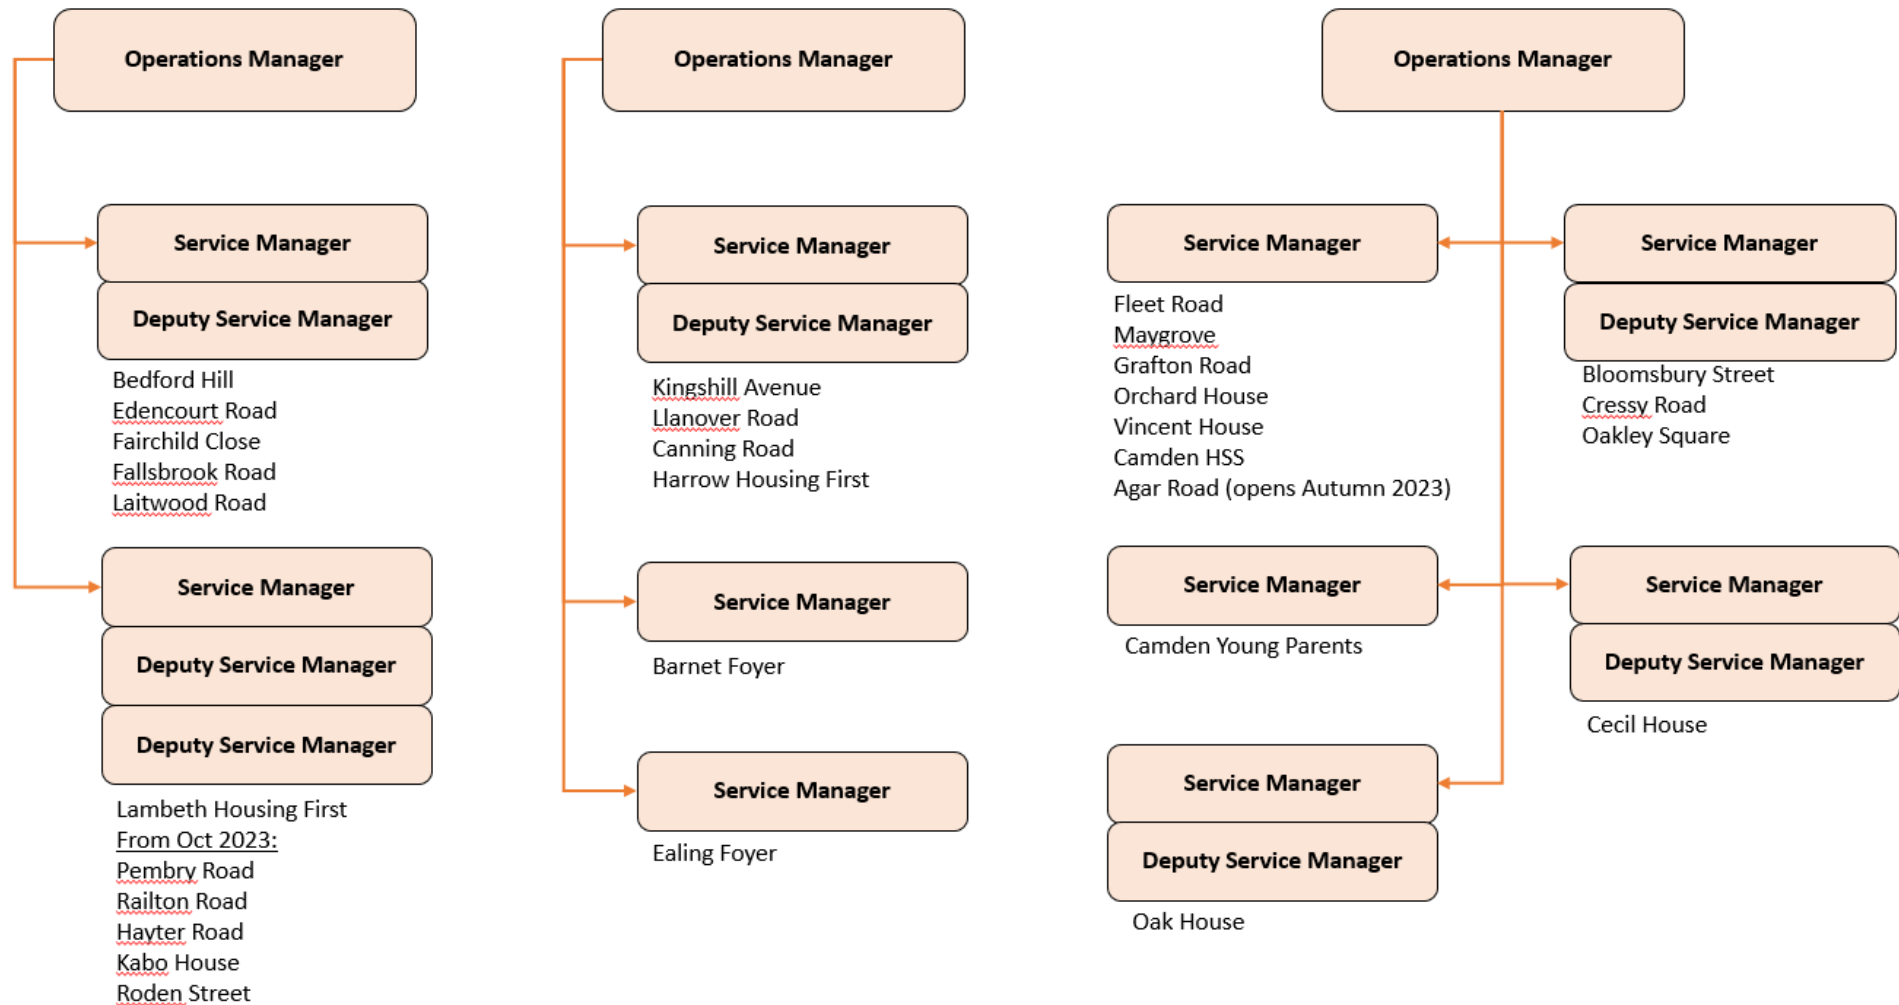 Operations Manager
Service Manager
Deputy Service Manager
Bedford Hill
Edencourt Road
Fairchild Close
Fallsbrook Road
Laitwood Road
Service Manager
Deputy Service Manager
Deputy Service Manager
Lambeth Housing First
From Oct 2023:
Pembry Road
Railton Road
Hayter Road
Kabo House
Roden Street
Operations Manager
Service Manager
Deputy Service Manager
Kingshill Avenue
Llanover Road
Canning Road
Harrow Housing First
Service Manager
Barnet Foyer
Service Manager
Ealing Foyer
Operations Manager
Service Manager
Fleet Road
Maygrove
Grafton Road
Orchard House
Vincent House
Camden HSS
Agar Road (opens Autumn 2023)
Service Manager
Deputy Service Manager
Bloomsbury Street
Cressy Road
Oakley Square
Service Manager
Camden Young Parents
Service Manager
Deputy Service Manager
Cecil House
Service Manager
Deputy Service Manager
Oak House